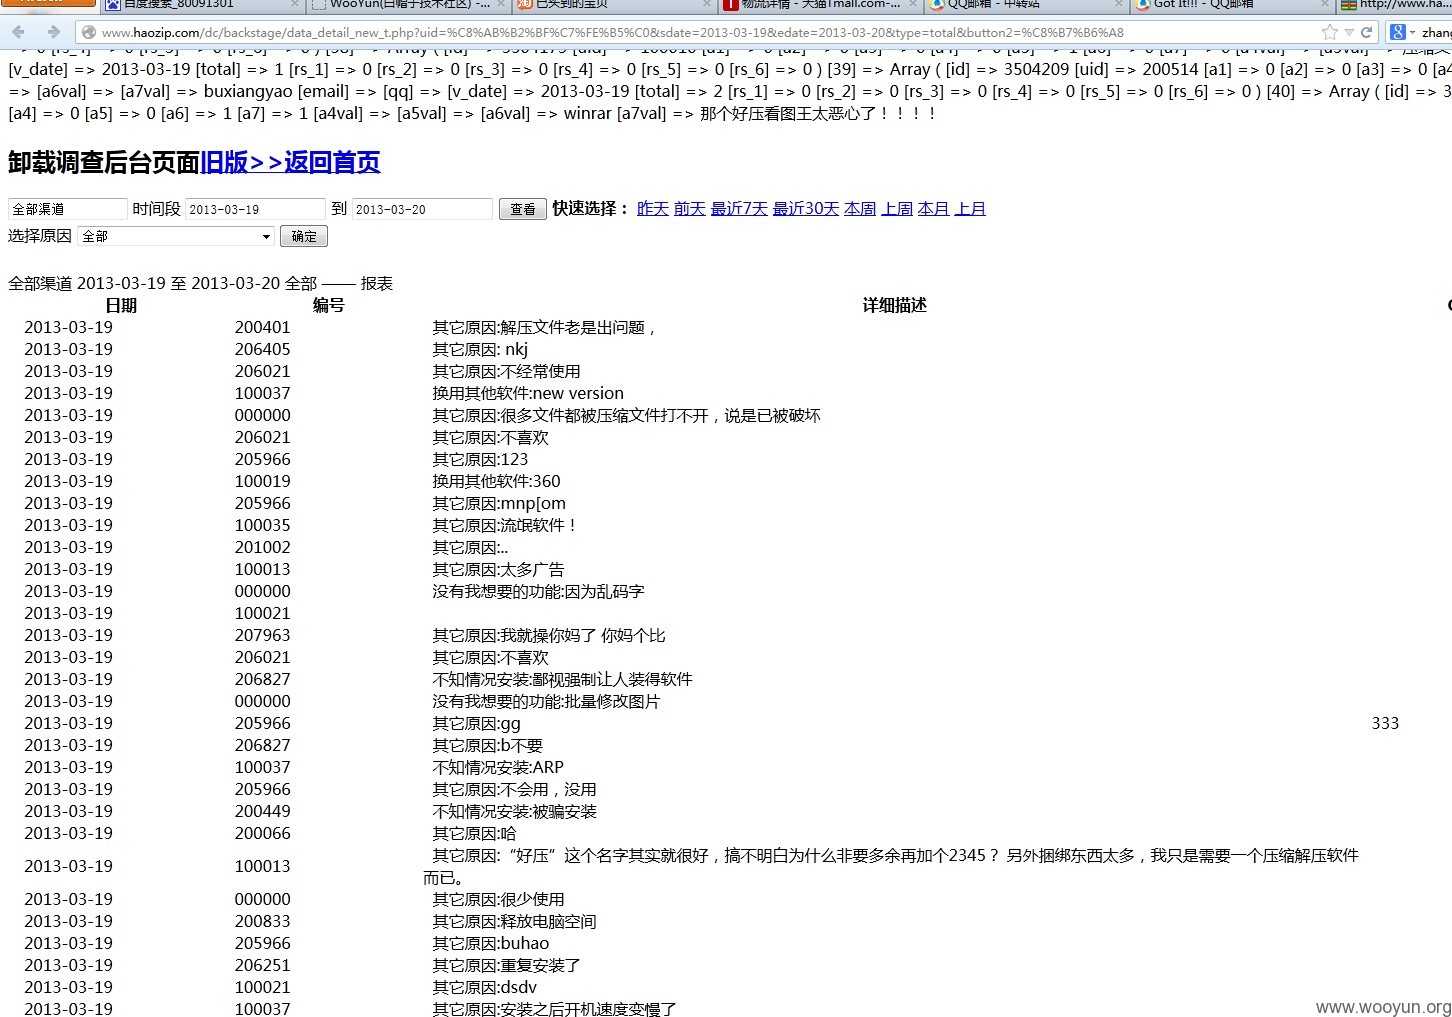 百度搜索_80091301
WooYun(白帽子技术社区) -...
已买到的宝贝
物流详情 - 天猫Tmall.com-...
QQ邮箱 - 中转站
Got It!!! - QQ邮箱
http://www.ha...
www.haozip.com/dc/backstage/data_detail_new_t.php?uid=%C8%AB%B2%BF%C7%FE%B5%C0&sdate=2013-03-19&edate=2013-03-20&type=total&button2=%C8%B7%B6%A8
zhang
[v_date] => 2013-03-19 [total] => 1 [rs_1] => 0 [rs_2] => 0 [rs_3] => 0 [rs_4] => 0 [rs_5] => 0 [rs_6] => 0 ) [39] => Array ( [id] => 3504209 [uid] => 200514 [a1] => 0 [a2] => 0 [a3] => 0 [a4
=> [a6val] => [a7val] => buxiangyao [email] => [qq] => [v_date] => 2013-03-19 [total] => 2 [rs_1] => 0 [rs_2] => 0 [rs_3] => 0 [rs_4] => 0 [rs_5] => 0 [rs_6] => 0 ) [40] => Array ( [id] => 3
[a4] => 0 [a5] => 0 [a6] => 1 [a7] => 1 [a4val] => [a5val] => [a6val] => winrar [a7val] => 那个好压看图王太恶心了！！！！
卸载调查后台页面旧版>>返回首页
全部渠道 时间段 2013-03-19 到 2013-03-20 查看 快速选择： 昨天 前天 最近7天 最近30天 本周 上周 本月 上月
选择原因 全部 确定
全部渠道 2013-03-19 至 2013-03-20 全部 —— 报表
日期 编号 详细描述
2013-03-19 200401 其它原因:解压文件老是出问题，
2013-03-19 206405 其它原因: nkj
2013-03-19 206021 其它原因:不经常使用
2013-03-19 100037 换用其他软件:new version
2013-03-19 000000 其它原因:很多文件都被压缩文件打不开，说是已被破坏
2013-03-19 206021 其它原因:不喜欢
2013-03-19 205966 其它原因:123
2013-03-19 100019 换用其他软件:360
2013-03-19 205966 其它原因:mnp[om
2013-03-19 100035 其它原因:流氓软件！
2013-03-19 201002 其它原因:..
2013-03-19 100013 其它原因:太多广告
2013-03-19 000000 没有我想要的功能:因为乱码字
2013-03-19 100021
2013-03-19 207963 其它原因:我就操你妈了 你妈个比
2013-03-19 206021 其它原因:不喜欢
2013-03-19 206827 不知情况安装:鄙视强制让人装得软件
2013-03-19 000000 没有我想要的功能:批量修改图片
2013-03-19 205966 其它原因:gg 333
2013-03-19 206827 其它原因:b不要
2013-03-19 100037 不知情况安装:ARP
2013-03-19 205966 其它原因:不会用，没用
2013-03-19 200449 不知情况安装:被骗安装
2013-03-19 200066 其它原因:哈
2013-03-19 100013 其它原因:“好压”这个名字其实就很好，搞不明白为什么非要多余再加个2345？ 另外捆绑东西太多，我只是需要一个压缩解压软件
而已。
2013-03-19 000000 其它原因:很少使用
2013-03-19 200833 其它原因:释放电脑空间
2013-03-19 205966 其它原因:buhao
2013-03-19 206251 其它原因:重复安装了
2013-03-19 100021 其它原因:dsdv
2013-03-19 100037 其它原因:安装之后开机速度变慢了
www.wooyun.org